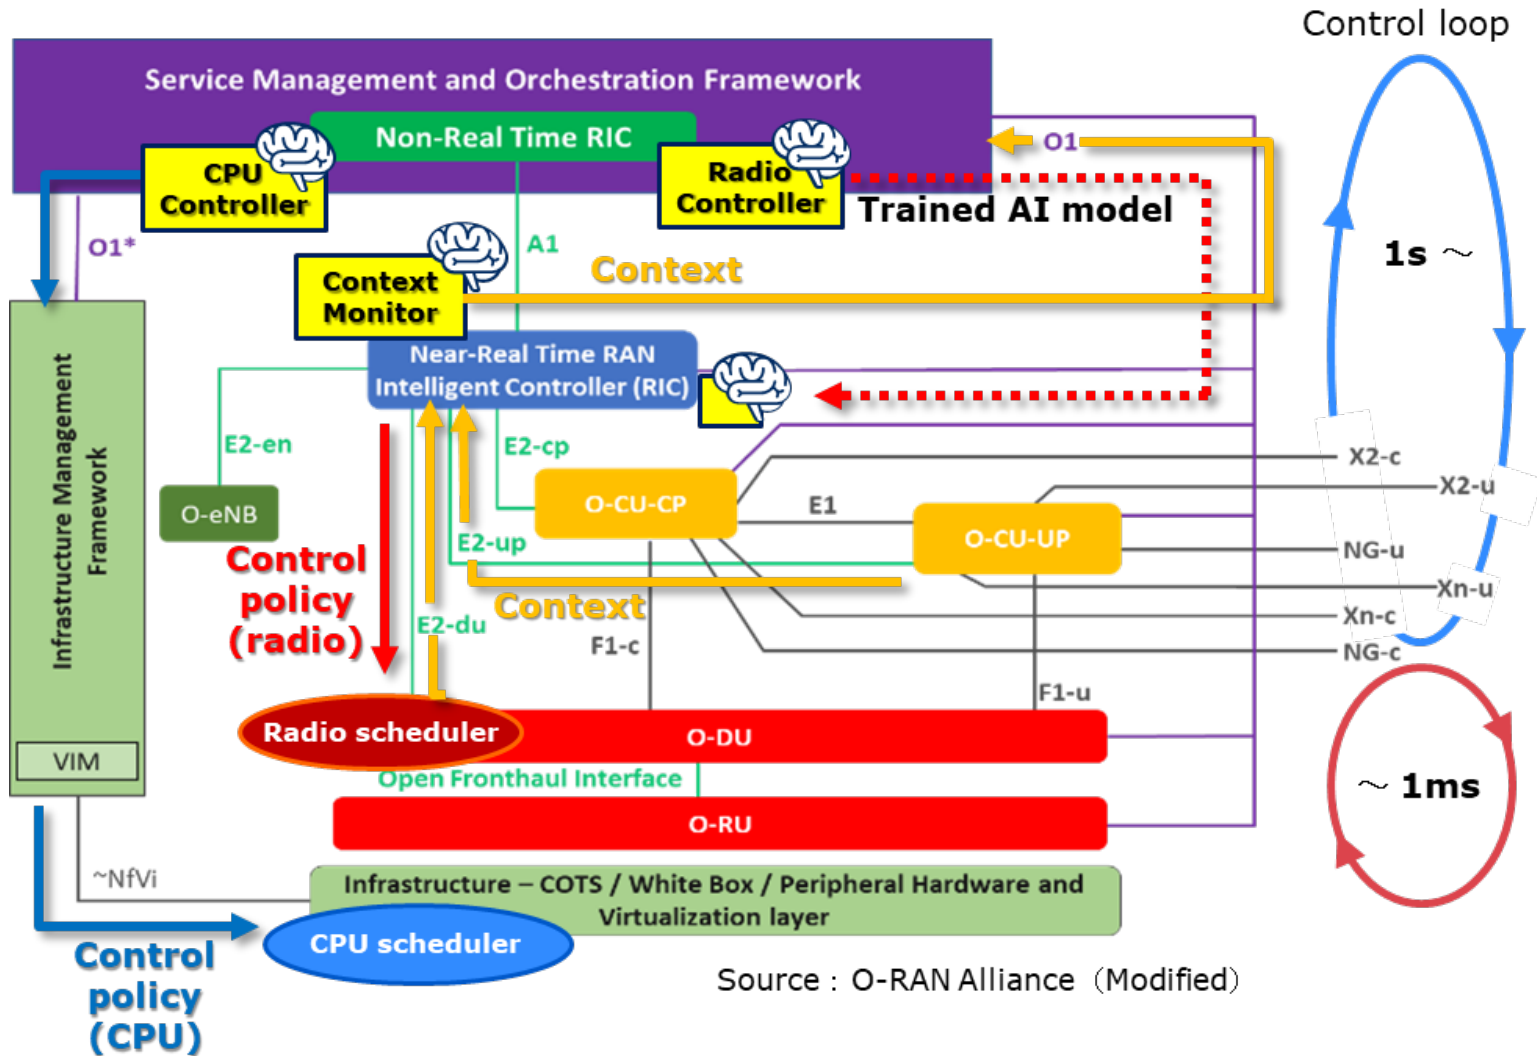 Control loop
Service Management and Orchestration Framework
Non-Real Time RIC
CPU
Controller
Radio
Controller
O1
Trained AI model
O1*
A1
Context
Context
Monitor
1s ～
Near-Real Time RAN
Intelligent Controller (RIC)
Infrastructure Management
Framework
E2-en
E2-cp
X2-c
X2-u
O-eNB
O-CU-CP
E1
O-CU-UP
E2-up
NG-u
Control
policy
(radio)
Context
Xn-u
E2-du
Xn-c
F1-c
NG-c
F1-u
Radio scheduler
O-DU
VIM
Open Fronthaul Interface
～ 1ms
O-RU
~NfVi
Infrastructure – COTS / White Box / Peripheral Hardware and
Virtualization layer
CPU scheduler
Control
policy
(CPU)
Source : O-RAN Alliance（Modified）